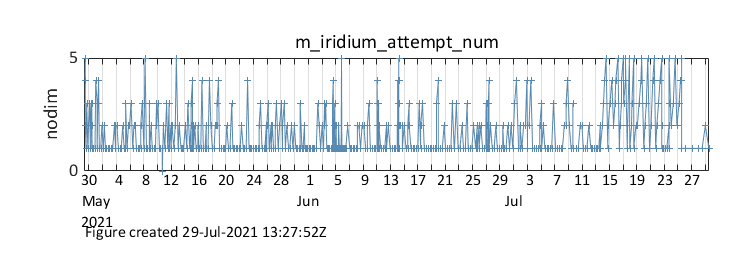 m_iridium_attempt_num
5
nodim
0
30 4 8 12 16 20 24 28 1 5 9 13 17 21 25 29 3 7 11 15 19 23 27
May Jun Jul
2021
Figure created 29-Jul-2021 13:27:52Z